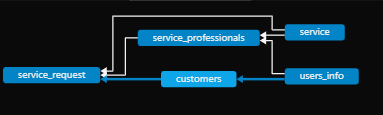 service
service_professionals
service_request
customers
users_info